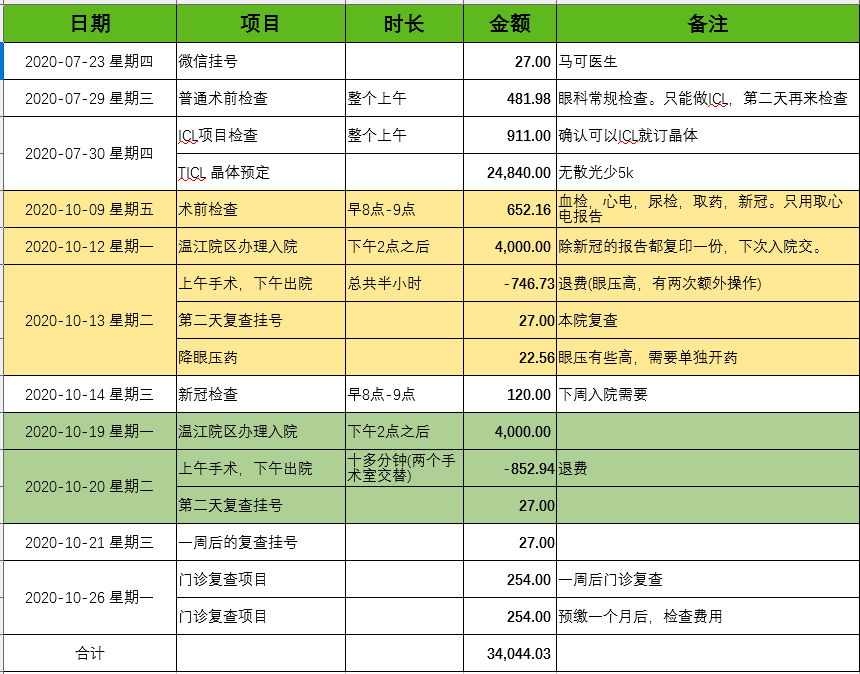 日期 项目 时长 金额 备注
2020-07-23 星期四 微信挂号 27.00 马可医生
2020-07-29 星期三 普通术前检查 整个上午 481.98 眼科常规检查。只能做ICL，第二天再来检查
2020-07-30 星期四 ICL项目检查 整个上午 911.00 确认可以ICL就订晶体
TICL 晶体预定 24,840.00 无散光少5k
2020-10-09 星期五 术前检查 早8点-9点 652.16 血检，心电，尿检，取药，新冠。只用取心
电报告
2020-10-12 星期一 温江院区办理入院 下午2点之后 4,000.00 除新冠的报告都复印一份，下次入院交。
2020-10-13 星期二 上午手术，下午出院 总共半小时 -746.73 退费(眼压高，有两次额外操作)
第二天复查挂号 27.00 本院复查
降眼压药 22.56 眼压有些高，需要单独开药
2020-10-14 星期三 新冠检查 早8点-9点 120.00 下周入院需要
2020-10-19 星期一 温江院区办理入院 下午2点之后 4,000.00
2020-10-20 星期二 上午手术，下午出院 十多分钟(两个手
术室交替) -852.94 退费
第二天复查挂号 27.00
2020-10-21 星期三 一周后的复查挂号 27.00
2020-10-26 星期一 门诊复查项目 254.00 一周后门诊复查
门诊复查项目 254.00 预缴一个月后，检查费用
合计 34,044.03